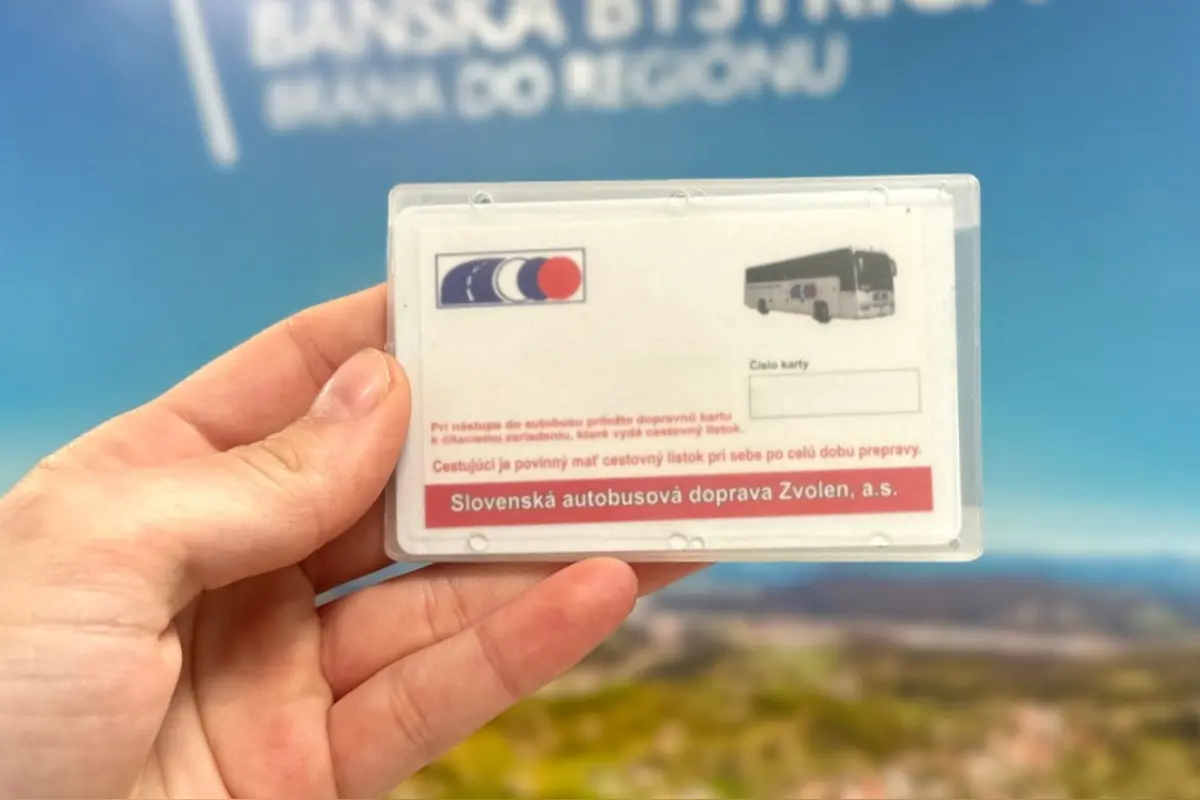 BANSKÁ BYSTRICA
BRÁNA DO REGIÓNU
Číslo karty
Pri nástupe do autobusu priložte dopravnú kartu
k čítaciemu zariadeniu, ktoré vydá cestovný lístok.
Cestujúci je povinný mať cestovný lístok pri sebe po celú dobu prepravy.
Slovenská autobusová doprava Zvolen, a.s.